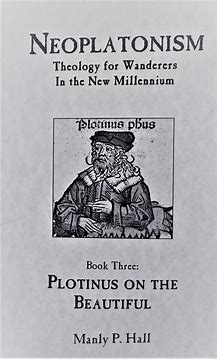 NEOPLATONISM
Theology for Wanderers
In the New Millennium
Plotinus phus
Book Three:
PLOTINUS ON THE
BEAUTIFUL
Manly P. Hall